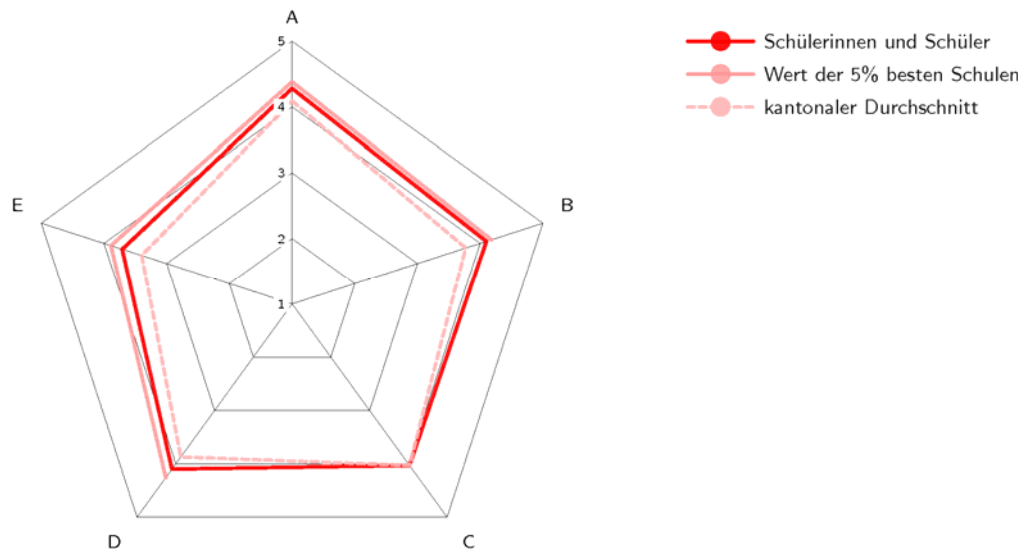 A
5
4
3
2
1
E
B
D
C
Schülerinnen und Schüler
Wert der 5% besten Schulen
kantonaler Durchschnitt